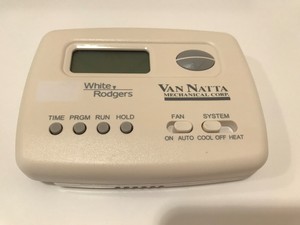 White
Rodgers
VAN NATTA
MECHANICAL CORP.
TIME PRGM RUN HOLD
FAN SYSTEM
ON AUTO COOL OFF HEAT